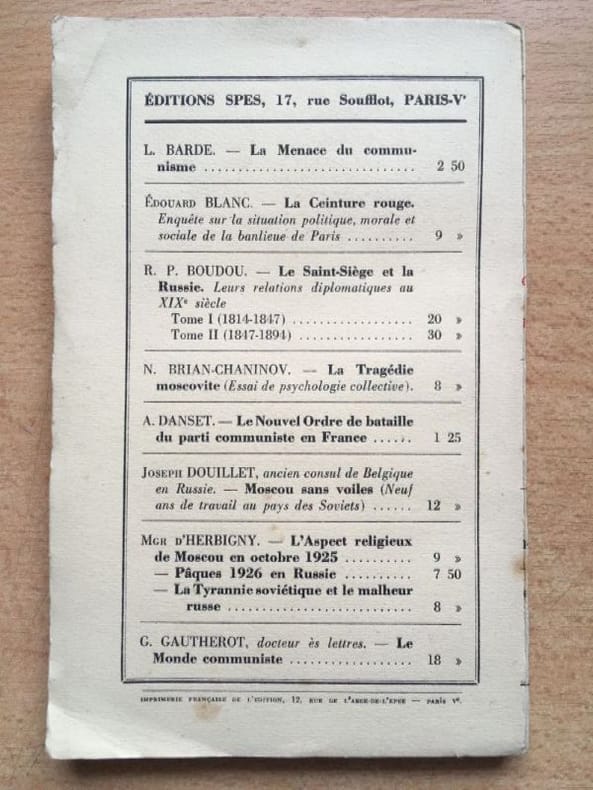 ÉDITIONS SPES, 17, rue Soufflot, PARIS-Vᵉ
L. BARDE. — La Menace du commu-
nisme .............................. 2 50
ÉDOUARD BLANC. — La Ceinture rouge.
Enquête sur la situation politique, morale et
sociale de la banlieue de Paris .......... 9 »
R. P. BOUDOU. — Le Saint-Siège et la
Russie. Leurs relations diplomatiques au
XIXᵉ siècle
Tome I (1814-1847) ................. 20 »
Tome II (1847-1894) ................ 30 »
N. BRIAN-CHANINOV. — La Tragédie
moscovite (Essai de psychologie collective). 8 »
A. DANSET. — Le Nouvel Ordre de bataille
du parti communiste en France ...... 1 25
JOSEPH DOUILLET, ancien consul de Belgique
en Russie. — Moscou sans voiles (Neuf
ans de travail au pays des Soviets) ...... 12 »
MGR D'HERBIGNY. — L'Aspect religieux
de Moscou en octobre 1925 .......... 9 »
— Pâques 1926 en Russie .......... 7 50
— La Tyrannie soviétique et le malheur
russe ........................... 8 »
G. GAUTHEROT, docteur ès lettres. — Le
Monde communiste .................. 18 »
IMPRIMERIE FRANÇAISE DE L'ÉDITION, 12, RUE DE L'ABBÉ-DE-L'ÉPÉE — PARIS Vᵉ.